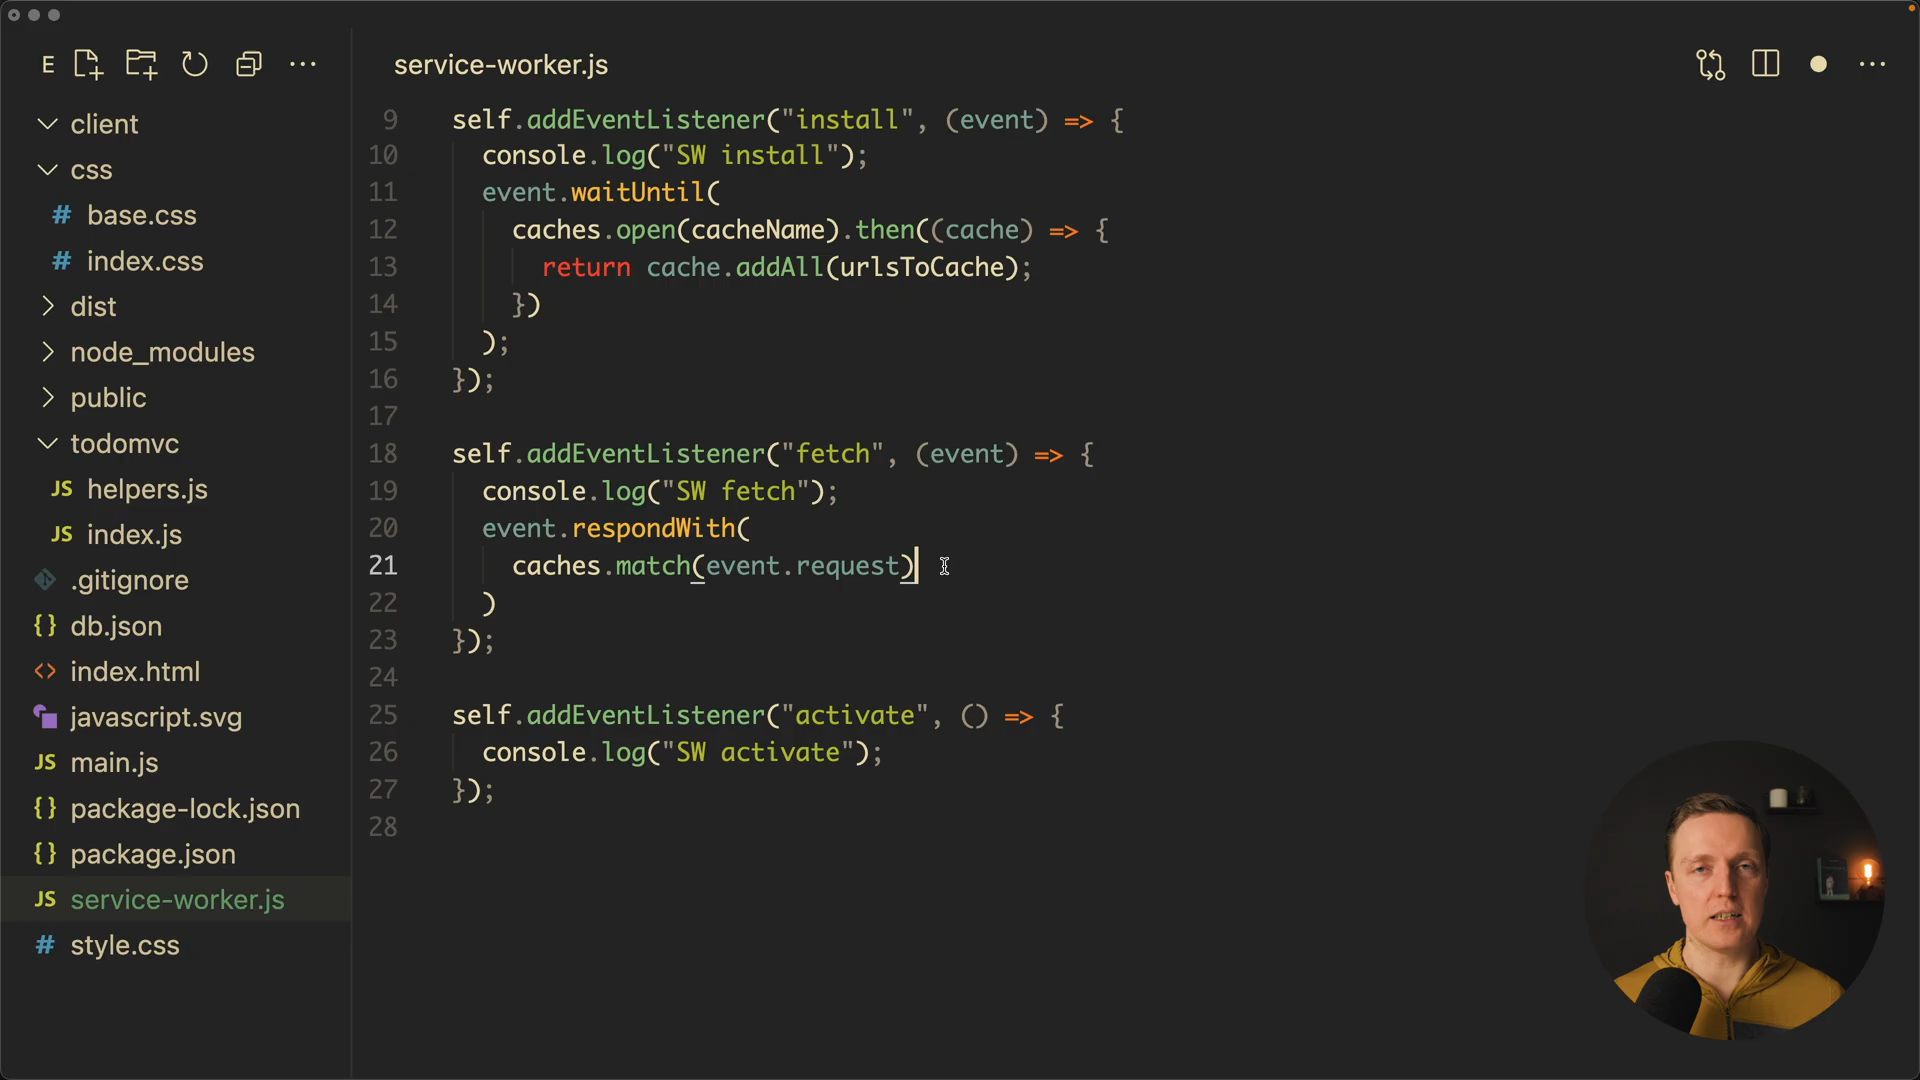 E
service-worker.js
client
css
# base.css
# index.css
dist
node_modules
public
todomvc
JS helpers.js
JS index.js
.gitignore
{} db.json
<> index.html
javascript.svg
JS main.js
{} package-lock.json
{} package.json
JS service-worker.js
# style.css
9 self.addEventListener("install", (event) => {
10 console.log("SW install");
11 event.waitUntil(
12 caches.open(cacheName).then((cache) => {
13 return cache.addAll(urlsToCache);
14 })
15 );
16 });
17
18 self.addEventListener("fetch", (event) => {
19 console.log("SW fetch");
20 event.respondWith(
21 caches.match(event.request)
22 )
23 });
24
25 self.addEventListener("activate", () => {
26 console.log("SW activate");
27 });
28